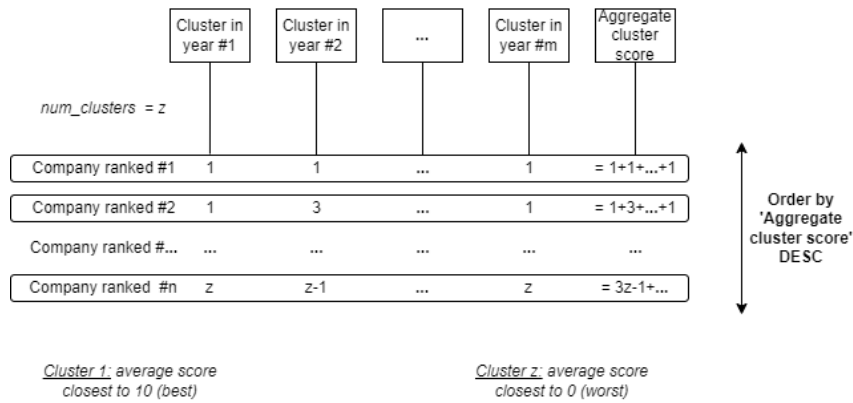 Cluster in
year #1
Cluster in
year #2
...
Cluster in
year #m
Aggregate
cluster
score
num_clusters = z
Company ranked #1 1 1 ... 1 = 1+1+...+1
Company ranked #2 1 3 ... 1 = 1+3+...+1
Company ranked #... ... ... ... ... ...
Company ranked #n z z-1 ... z = 3z-1+...
Order by
'Aggregate
cluster score'
DESC
Cluster 1: average score
closest to 10 (best)
Cluster z: average score
closest to 0 (worst)